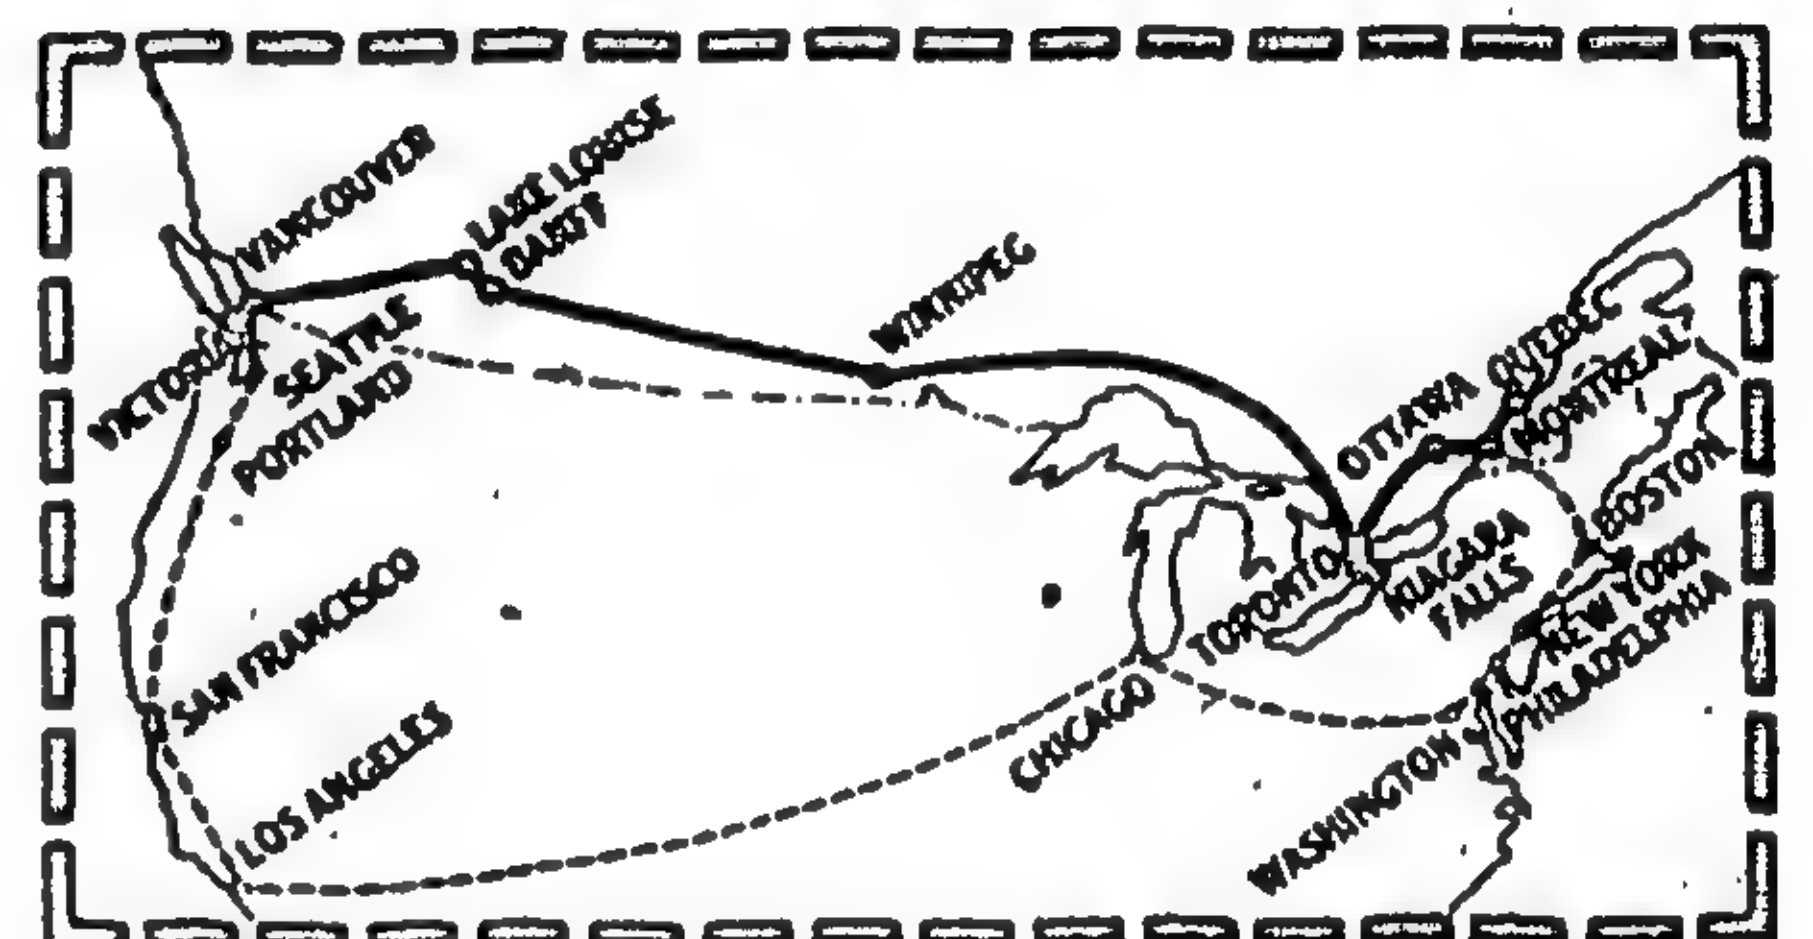 VANCOUVER
LAKE LOUISE
BANFF
WINNIPEG
VICTORIA
SEATTLE
PORTLAND
OTTAWA
QUEBEC
MONTREAL
BOSTON
SAN FRANCISCO
TORONTO
NIAGARA
FALLS
NEW YORK
PHILADELPHIA
LOS ANGELES
CHICAGO
WASHINGTON